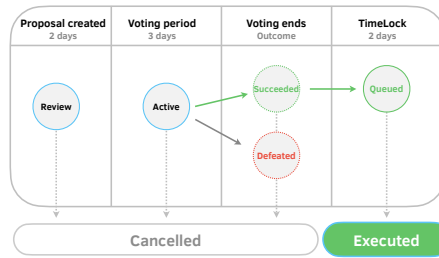 Proposal created
2 days
Voting period
3 days
Voting ends
Outcome
TimeLock
2 days
Review
Active
Succeeded
Queued
Defeated
Cancelled
Executed